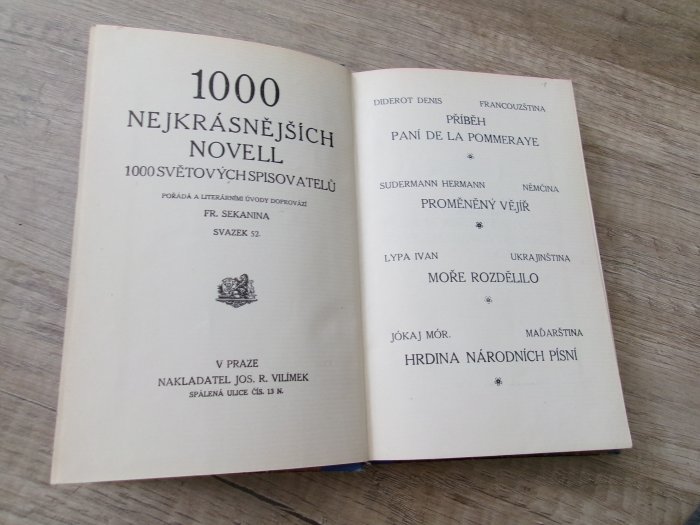 1000
NEJKRÁSNĚJŠÍCH
NOVELL
1000 SVĚTOVÝCH SPISOVATELŮ
POŘÁDÁ A LITERÁRNÍMI ÚVODY DOPROVÁZÍ
FR. SEKANINA
SVAZEK 52.
V PRAZE
NAKLADATEL JOS. R. VILÍMEK
SPÁLENÁ ULICE ČÍS. 13 N.
DIDEROT DENIS FRANCOUZŠTINA
PŘÍBĚH
PANÍ DE LA POMMERAYE
SUDERMANN HERMANN NĚMČINA
PROMĚNĚNÝ VĚJÍŘ
LYPA IVAN UKRAJINŠTINA
MOŘE ROZDĚLILO
JÓKAJ MÓR. MAĎARŠTINA
HRDINA NÁRODNÍCH PÍSNÍ